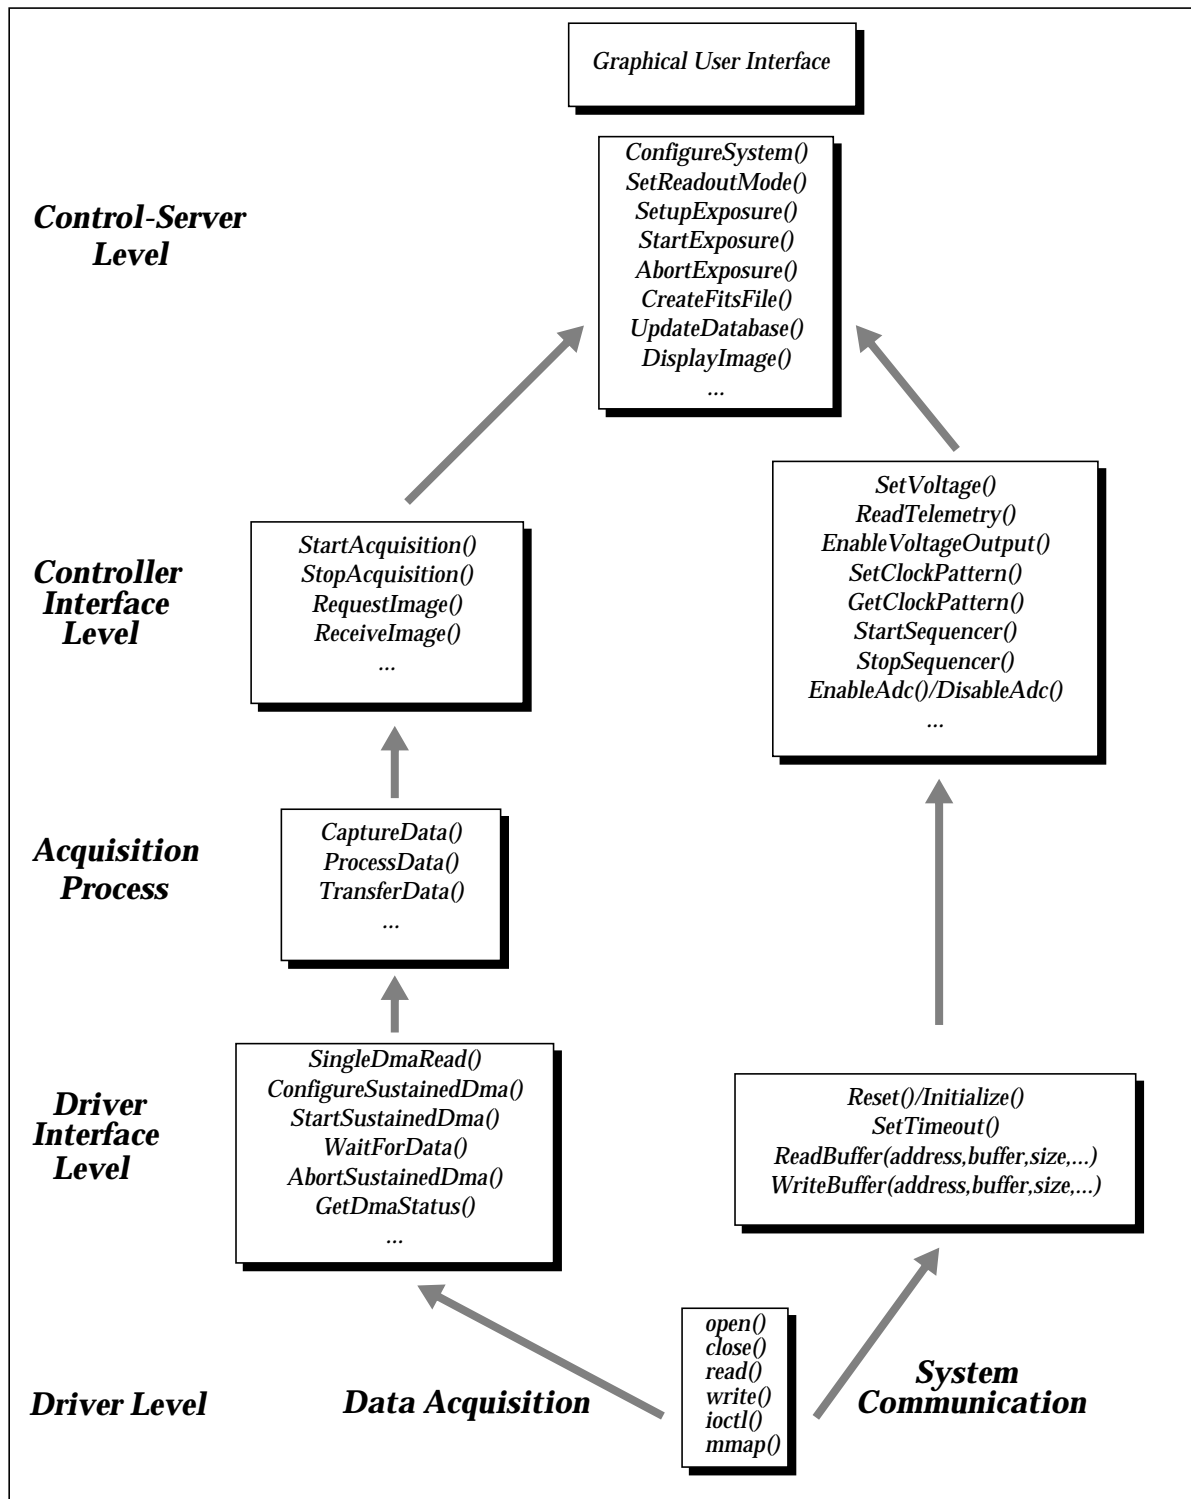 Graphical User Interface
Control-Server
Level
ConfigureSystem()
SetReadoutMode()
SetupExposure()
StartExposure()
AbortExposure()
CreateFitsFile()
UpdateDatabase()
DisplayImage()
...
Controller
Interface
Level
StartAcquisition()
StopAcquisition()
RequestImage()
ReceiveImage()
...
SetVoltage()
ReadTelemetry()
EnableVoltageOutput()
SetClockPattern()
GetClockPattern()
StartSequencer()
StopSequencer()
EnableAdc()/DisableAdc()
...
Acquisition
Process
CaptureData()
ProcessData()
TransferData()
...
Driver
Interface
Level
SingleDmaRead()
ConfigureSustainedDma()
StartSustainedDma()
WaitForData()
AbortSustainedDma()
GetDmaStatus()
...
Reset()/Initialize()
SetTimeout()
ReadBuffer(address,buffer,size,...)
WriteBuffer(address,buffer,size,...)
Driver Level
Data Acquisition
open()
close()
read()
write()
ioctl()
mmap()
System
Communication